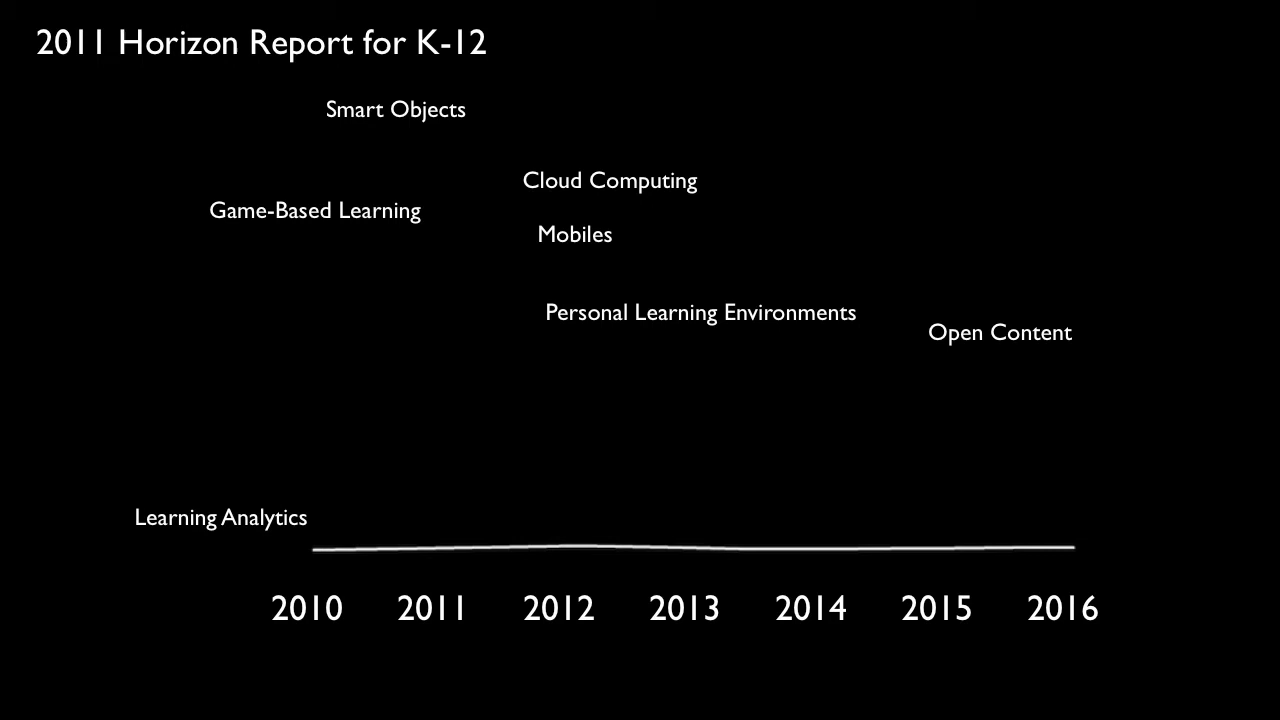 2011 Horizon Report for K-12
Smart Objects
Cloud Computing
Game-Based Learning
Mobiles
Personal Learning Environments
Open Content
Learning Analytics
2010 2011 2012 2013 2014 2015 2016